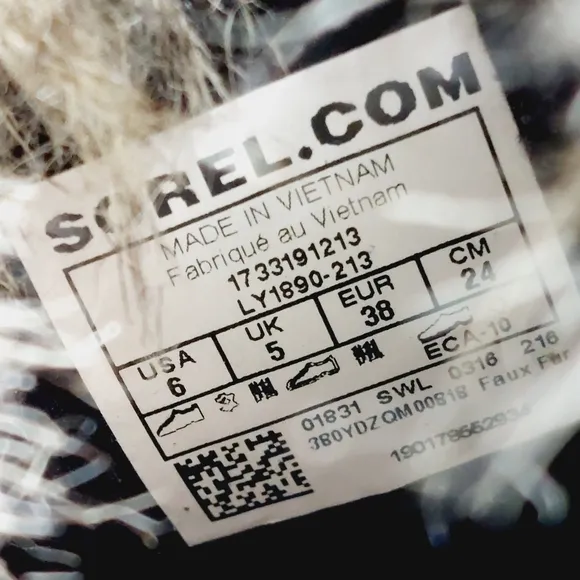 SOREL.COM
MADE IN VIETNAM
Fabriqué au Vietnam
1733191213
LY1890-213
USA UK EUR CM
6 5 38 24
ECA-10
01831 SWL 0316 216
380YDZQM00818 Faux Fur